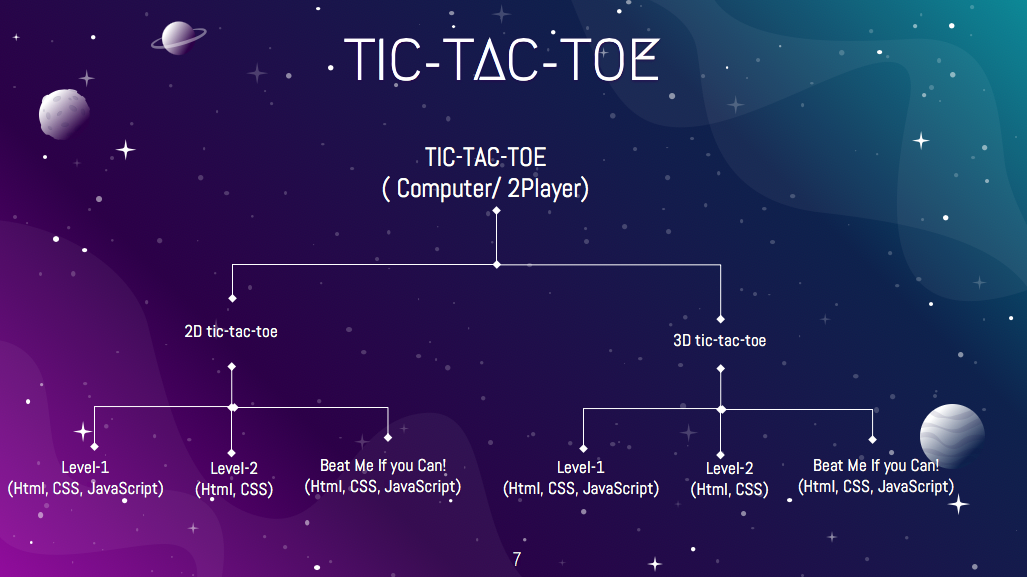 TIC-TAC-TOE
TIC-TAC-TOE
( Computer/ 2Player)
2D tic-tac-toe
3D tic-tac-toe
Level-1
(Html, CSS, JavaScript)
Level-2
(Html, CSS)
Beat Me If you Can!
(Html, CSS, JavaScript)
Level-1
(Html, CSS, JavaScript)
Level-2
(Html, CSS)
Beat Me If you Can!
(Html, CSS, JavaScript)
7